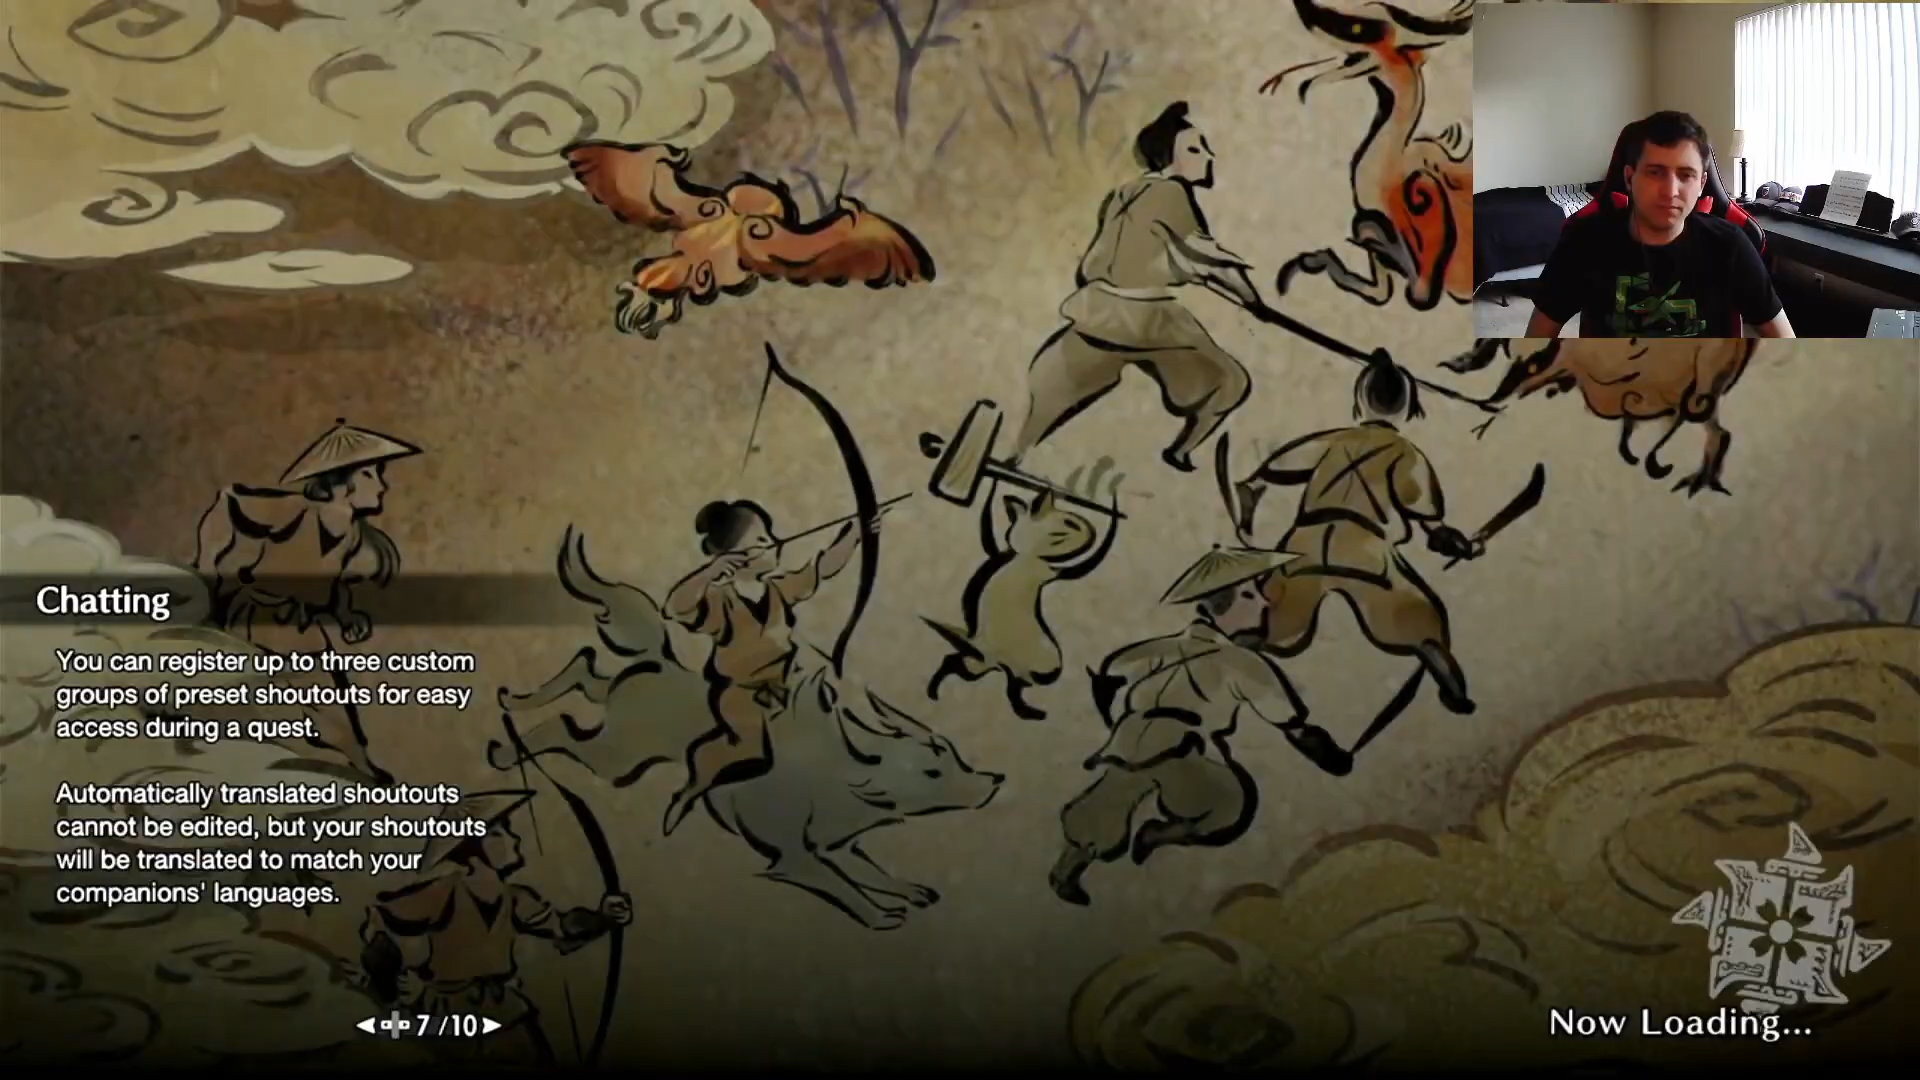 Chatting
You can register up to three custom
groups of preset shoutouts for easy
access during a quest.
Automatically translated shoutouts
cannot be edited, but your shoutouts
will be translated to match your
companions' languages.
7 /10
Now Loading...